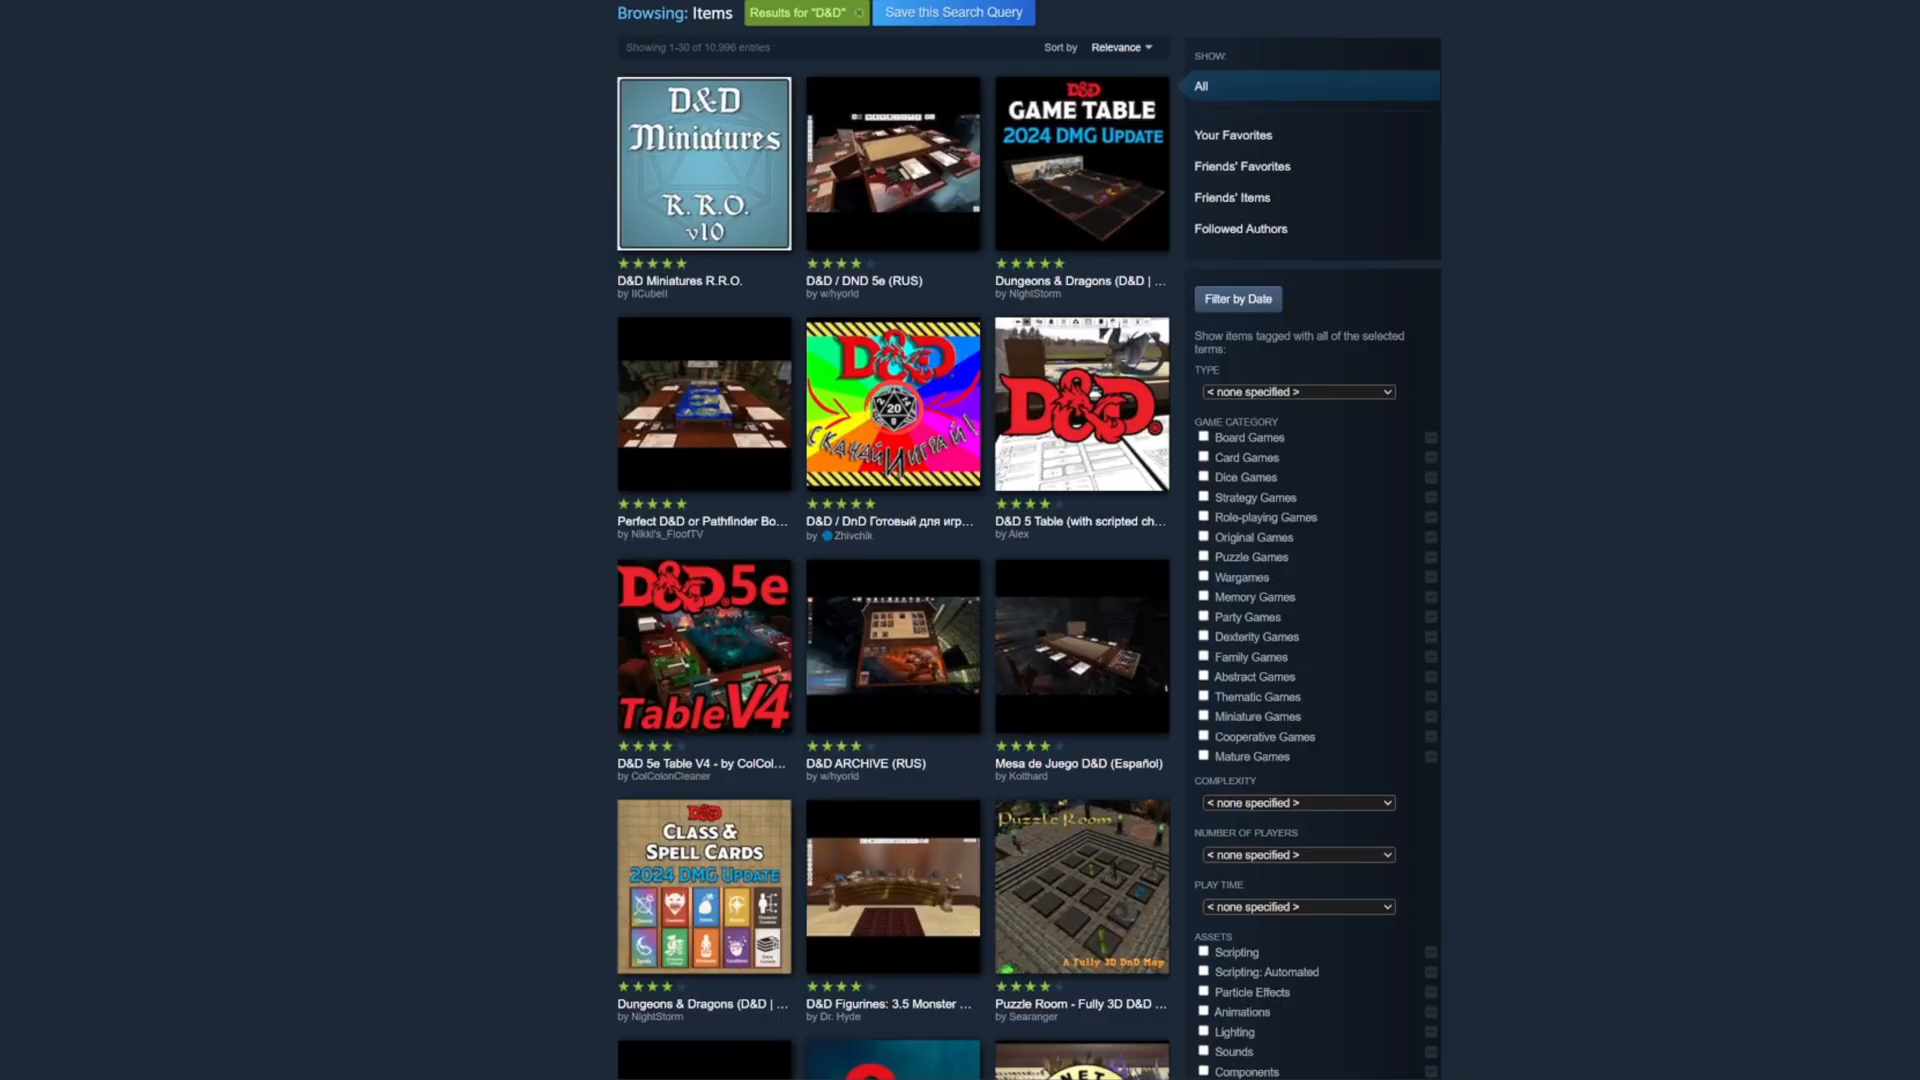 Browsing: Items
Results for "D&D"
Save this Search Query
Showing 1-30 of 10,996 entries
Sort by Relevance
D&D
Miniatures
R.R.O.
v10
D&D Miniatures R.R.O.
by IICubeII
D&D / DND 5e (RUS)
by w/hyorld
D&D
GAME TABLE
2024 DMG UPDATE
Dungeons & Dragons (D&D | ...
by NightStorm
Perfect D&D or Pathfinder Bo...
by Nikki's_FloofTV
D&D
20
СКАЧАЙ И ИГРАЙ!
D&D / DnD Готовый для игр...
by Zhivchik
D&D
D&D 5 Table (with scripted ch...
by Alex
D&D.5e
Table V4
D&D 5e Table V4 - by ColCol...
by ColColonCleaner
D&D ARCHIVE (RUS)
by w/hyorld
Mesa de Juego D&D (Español)
by Kolthard
D&D
CLASS &
SPELL CARDS
2024 DMG UPDATE
Dungeons & Dragons (D&D | ...
by NightStorm
D&D Figurines: 3.5 Monster ...
by Dr. Hyde
Puzzle Room
A Fully 3D DnD Map
Puzzle Room - Fully 3D D&D ...
by Searanger
SHOW:
All
Your Favorites
Friends' Favorites
Friends' Items
Followed Authors
Filter by Date
Show items tagged with all of the selected
terms:
TYPE
< none specified >
GAME CATEGORY
Board Games
Card Games
Dice Games
Strategy Games
Role-playing Games
Original Games
Puzzle Games
Wargames
Memory Games
Party Games
Dexterity Games
Family Games
Abstract Games
Thematic Games
Miniature Games
Cooperative Games
Mature Games
COMPLEXITY
< none specified >
NUMBER OF PLAYERS
< none specified >
PLAY TIME
< none specified >
ASSETS
Scripting
Scripting: Automated
Particle Effects
Animations
Lighting
Sounds
Components